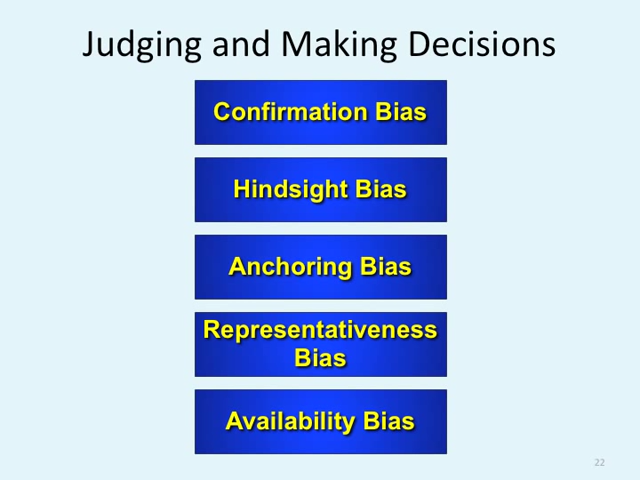 Judging and Making Decisions
Confirmation Bias
Hindsight Bias
Anchoring Bias
Representativeness
Bias
Availability Bias
22